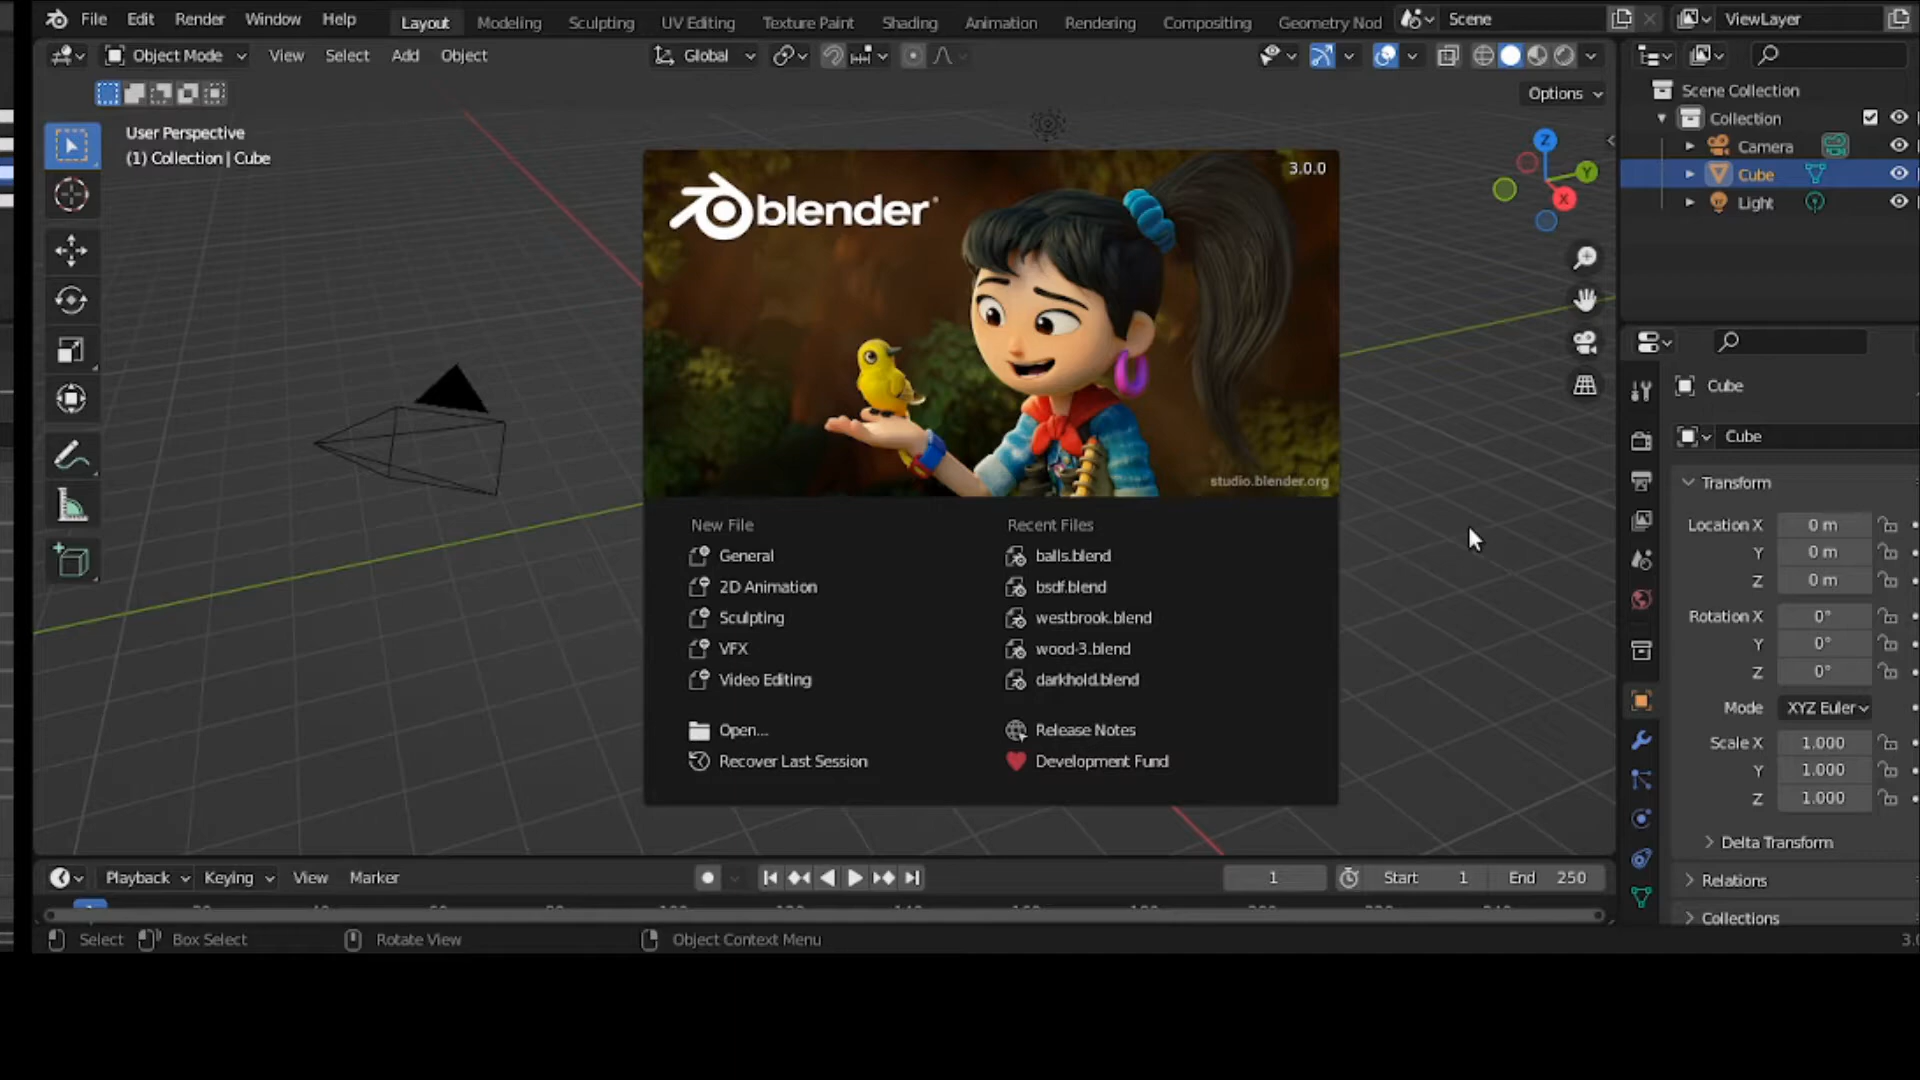 File Edit Render Window Help Layout Modeling Sculpting UV Editing Texture Paint Shading Animation Rendering Compositing Geometry Nod Scene ViewLayer
Object Mode View Select Add Object Global
Options
User Perspective
(1) Collection | Cube
Z
Y
X
3.0.0
blender
studio.blender.org
New File
General
2D Animation
Sculpting
VFX
Video Editing
Open...
Recover Last Session
Recent Files
balls.blend
bsdf.blend
westbrook.blend
wood-3.blend
darkhold.blend
Release Notes
Development Fund
Scene Collection
Collection
Camera
Cube
Light
Cube
Cube
Transform
Location X 0 m
Y 0 m
Z 0 m
Rotation X 0°
Y 0°
Z 0°
Mode XYZ Euler
Scale X 1.000
Y 1.000
Z 1.000
Delta Transform
Relations
Collections
Playback Keying View Marker 1 Start 1 End 250
Select Box Select Rotate View Object Context Menu 3.0